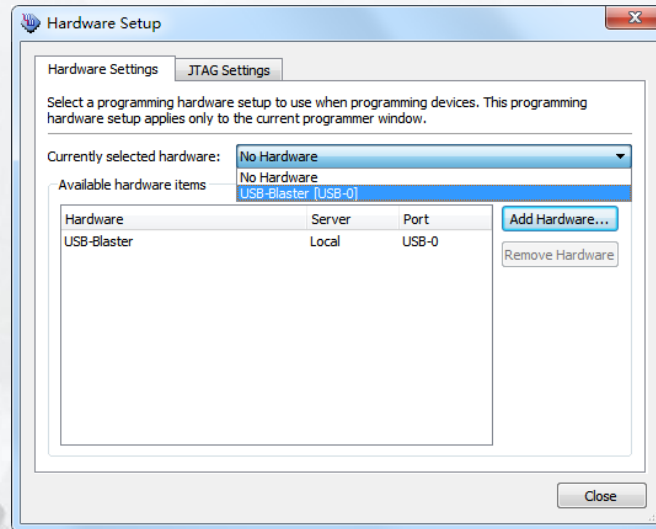 Hardware Setup
Hardware Settings
JTAG Settings
Select a programming hardware setup to use when programming devices. This programming
hardware setup applies only to the current programmer window.
Currently selected hardware:
No Hardware
No Hardware
USB-Blaster [USB-0]
Available hardware items
Hardware Server Port
USB-Blaster Local USB-0
Add Hardware...
Remove Hardware
Close